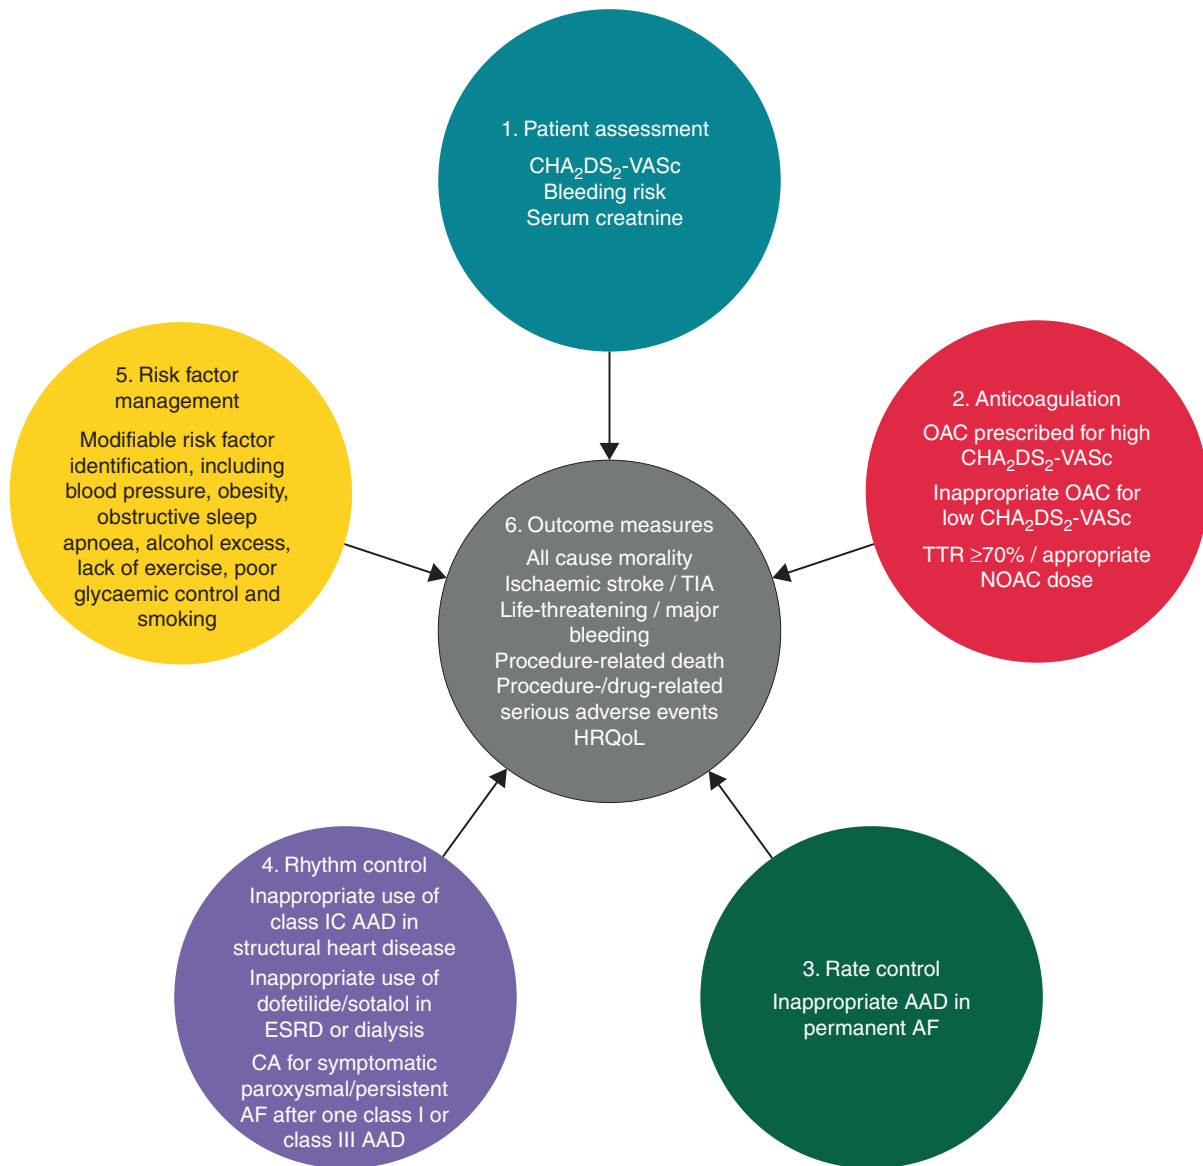 1. Patient assessment
CHA₂DS₂-VASc
Bleeding risk
Serum creatnine
2. Anticoagulation
OAC prescribed for high
CHA₂DS₂-VASc
Inappropriate OAC for
low CHA₂DS₂-VASc
TTR ≥70% / appropriate
NOAC dose
3. Rate control
Inappropriate AAD in
permanent AF
4. Rhythm control
Inappropriate use of
class IC AAD in
structural heart disease
Inappropriate use of
dofetilide/sotalol in
ESRD or dialysis
CA for symptomatic
paroxysmal/persistent
AF after one class I or
class III AAD
5. Risk factor
management
Modifiable risk factor
identification, including
blood pressure, obesity,
obstructive sleep
apnoea, alcohol excess,
lack of exercise, poor
glycaemic control and
smoking
6. Outcome measures
All cause morality
Ischaemic stroke / TIA
Life-threatening / major
bleeding
Procedure-related death
Procedure-/drug-related
serious adverse events
HRQoL